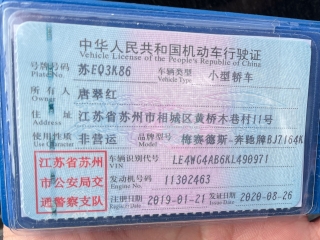 中华人民共和国机动车行驶证
Vehicle License of the People's Republic of China
号牌号码 苏EQ3K86 车辆类型 小型轿车
Plate No. Vehicle Type
所有人 唐翠红
Owner
住址 江苏省苏州市相城区黄桥木巷村11号
Address
使用性质 非营运 品牌型号 梅赛德斯-奔驰牌BJ7164K
Use Character Model
江苏省苏州 车辆识别代号 LE4WG4AB6KL490971
市公安局交 VIN
通警察支队 发动机号码 11302463
Engine No.
注册日期 2019-01-21 发证日期 2020-08-26
Register Date Issue Date